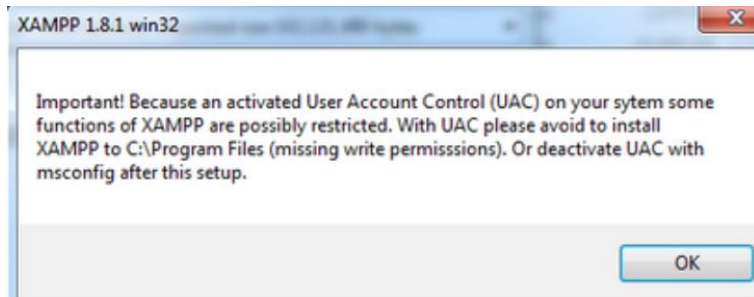 XAMPP 1.8.1 win32
Important! Because an activated User Account Control (UAC) on your sytem some
functions of XAMPP are possibly restricted. With UAC please avoid to install
XAMPP to C:\Program Files (missing write permisssions). Or deactivate UAC with
msconfig after this setup.
OK